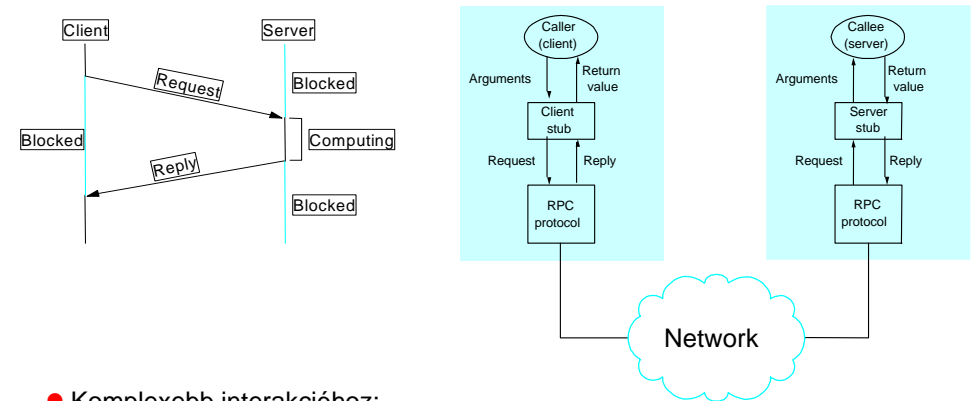 Client
Server
Request
Blocked
Blocked
Computing
Reply
Blocked
Caller
(client)
Arguments
Return
value
Client
stub
Request
Reply
RPC
protocol
Callee
(server)
Arguments
Return
value
Server
stub
Request
Reply
RPC
protocol
Network
Komplexebb interakcióhoz: